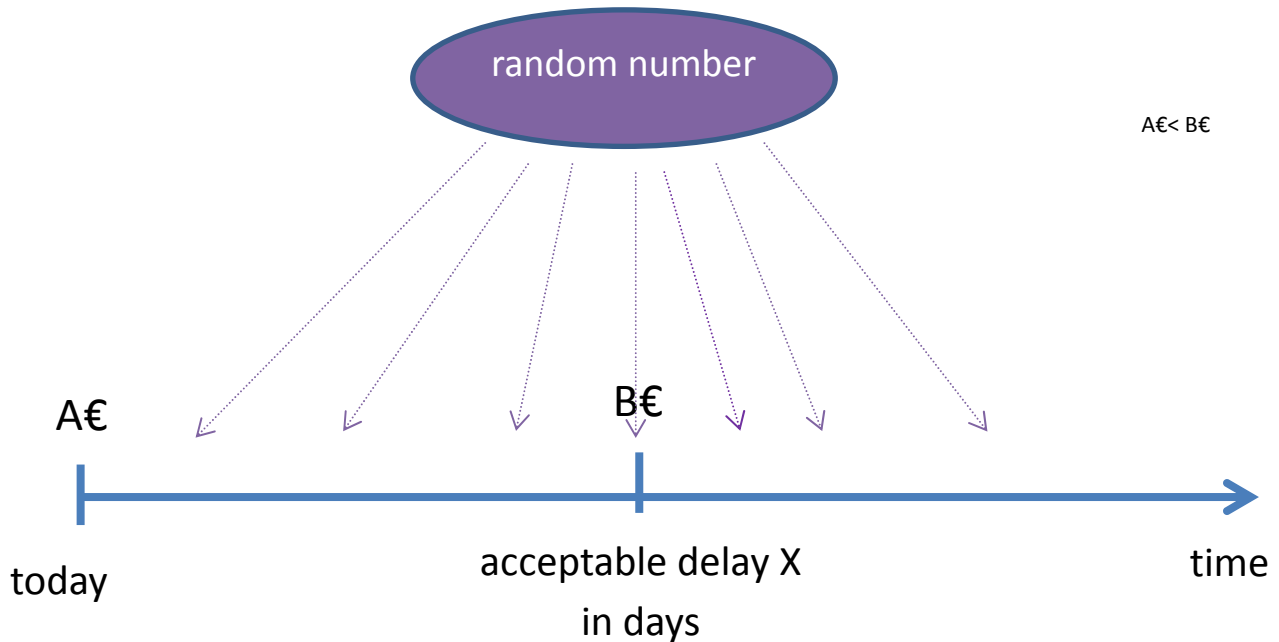 random number
A€< B€
A€
B€
today
acceptable delay X
in days
time